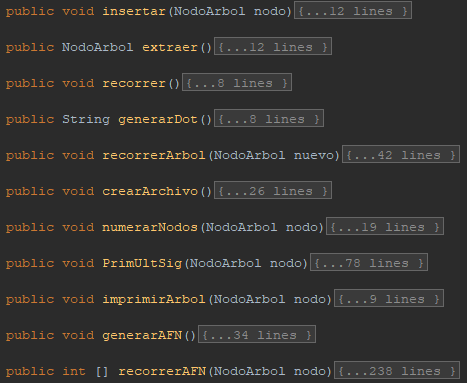 public void insertar(NodoArbol nodo){...12 lines }
public NodoArbol extraer(){...12 lines }
public void recorrer(){...8 lines }
public String generarDot(){...8 lines }
public void recorrerArbol(NodoArbol nuevo){...42 lines }
public void crearArchivo(){...26 lines }
public void numerarNodos(NodoArbol nodo){...19 lines }
public void PrimUltSig(NodoArbol nodo){...78 lines }
public void imprimirArbol(NodoArbol nodo){...9 lines }
public void generarAFN(){...34 lines }
public int [] recorrerAFN(NodoArbol nodo){...238 lines }